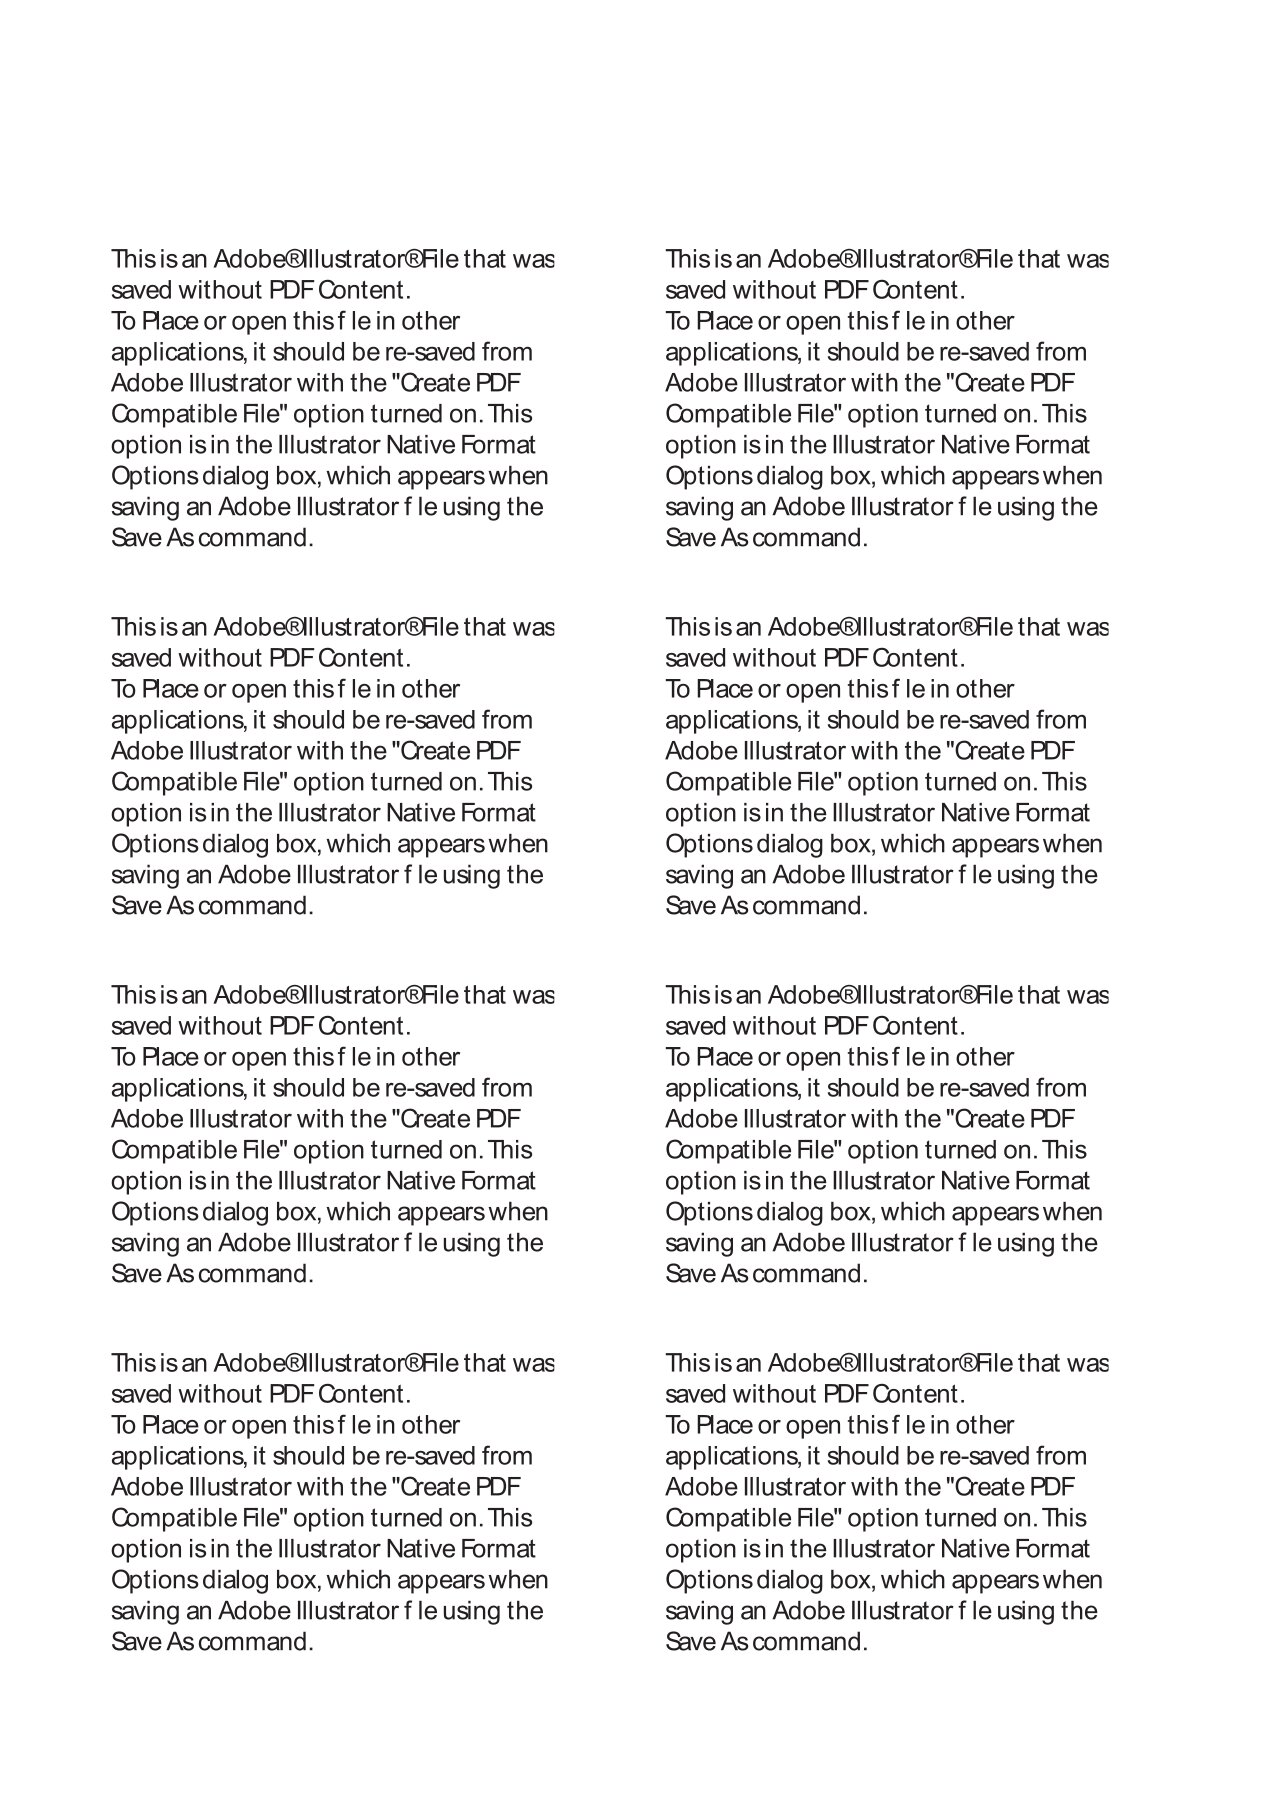 This is an Adobe®Illustrator®File that was
saved without PDF Content.
To Place or open this f le in other
applications, it should be re-saved from
Adobe Illustrator with the "Create PDF
Compatible File" option turned on. This
option is in the Illustrator Native Format
Options dialog box, which appears when
saving an Adobe Illustrator f le using the
Save As command.
This is an Adobe®Illustrator®File that was
saved without PDF Content.
To Place or open this f le in other
applications, it should be re-saved from
Adobe Illustrator with the "Create PDF
Compatible File" option turned on. This
option is in the Illustrator Native Format
Options dialog box, which appears when
saving an Adobe Illustrator f le using the
Save As command.
This is an Adobe®Illustrator®File that was
saved without PDF Content.
To Place or open this f le in other
applications, it should be re-saved from
Adobe Illustrator with the "Create PDF
Compatible File" option turned on. This
option is in the Illustrator Native Format
Options dialog box, which appears when
saving an Adobe Illustrator f le using the
Save As command.
This is an Adobe®Illustrator®File that was
saved without PDF Content.
To Place or open this f le in other
applications, it should be re-saved from
Adobe Illustrator with the "Create PDF
Compatible File" option turned on. This
option is in the Illustrator Native Format
Options dialog box, which appears when
saving an Adobe Illustrator f le using the
Save As command.
This is an Adobe®Illustrator®File that was
saved without PDF Content.
To Place or open this f le in other
applications, it should be re-saved from
Adobe Illustrator with the "Create PDF
Compatible File" option turned on. This
option is in the Illustrator Native Format
Options dialog box, which appears when
saving an Adobe Illustrator f le using the
Save As command.
This is an Adobe®Illustrator®File that was
saved without PDF Content.
To Place or open this f le in other
applications, it should be re-saved from
Adobe Illustrator with the "Create PDF
Compatible File" option turned on. This
option is in the Illustrator Native Format
Options dialog box, which appears when
saving an Adobe Illustrator f le using the
Save As command.
This is an Adobe®Illustrator®File that was
saved without PDF Content.
To Place or open this f le in other
applications, it should be re-saved from
Adobe Illustrator with the "Create PDF
Compatible File" option turned on. This
option is in the Illustrator Native Format
Options dialog box, which appears when
saving an Adobe Illustrator f le using the
Save As command.
This is an Adobe®Illustrator®File that was
saved without PDF Content.
To Place or open this f le in other
applications, it should be re-saved from
Adobe Illustrator with the "Create PDF
Compatible File" option turned on. This
option is in the Illustrator Native Format
Options dialog box, which appears when
saving an Adobe Illustrator f le using the
Save As command.